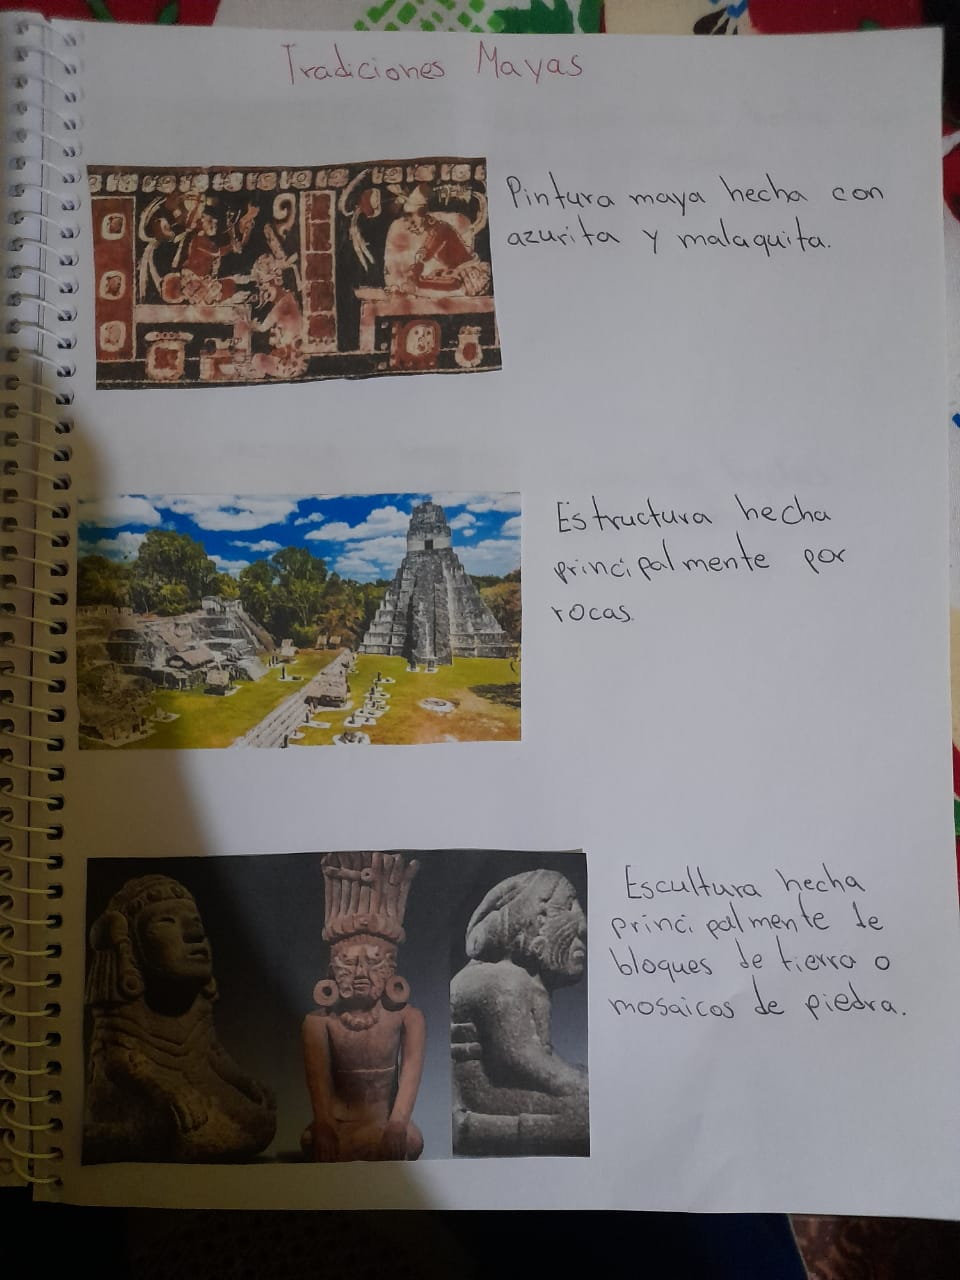 Tradiciones Mayas
Pintura maya hecha con
azurita y malaquita.
Estructura hecha
principalmente por
rocas.
Escultura hecha
principalmente de
bloques de tierra o
mosaicos de piedra.